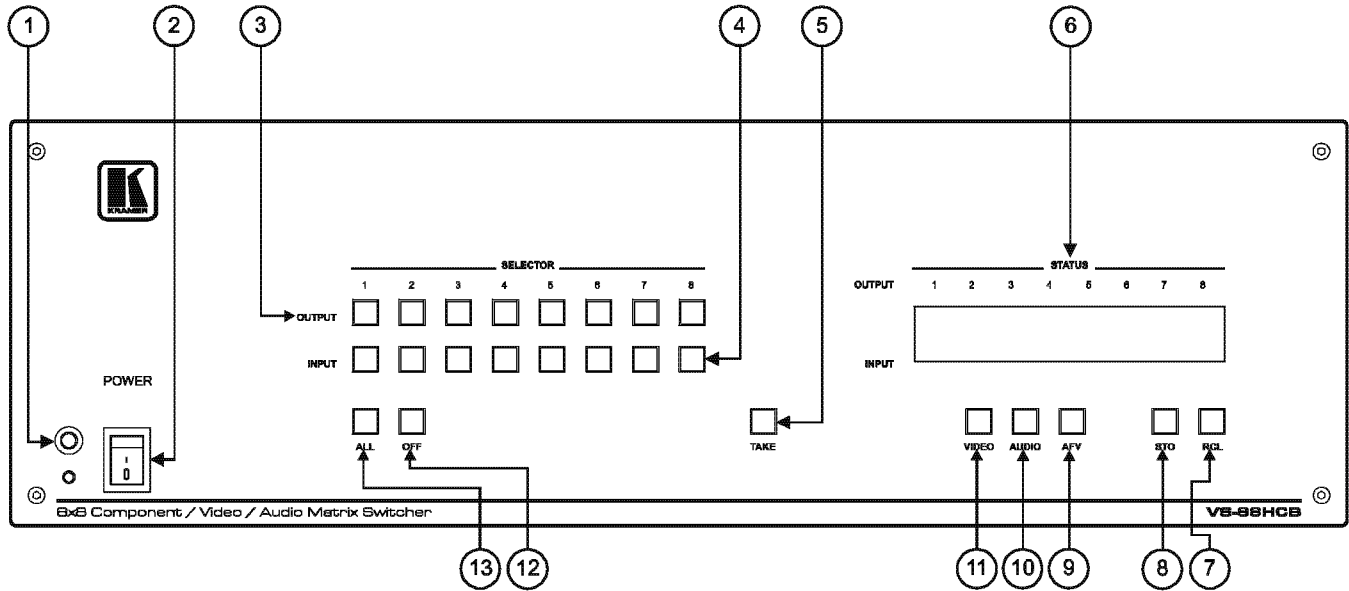 1 2 3 4 5 6
KRAMER
SELECTOR
1 2 3 4 5 6 7 8
OUTPUT
INPUT
STATUS
OUTPUT 1 2 3 4 5 6 7 8
INPUT
POWER
I
0
ALL OFF TAKE VIDEO AUDIO AFV STO RCL
8x8 Component / Video / Audio Matrix Switcher VS-88HCB
13 12 11 10 9 8 7